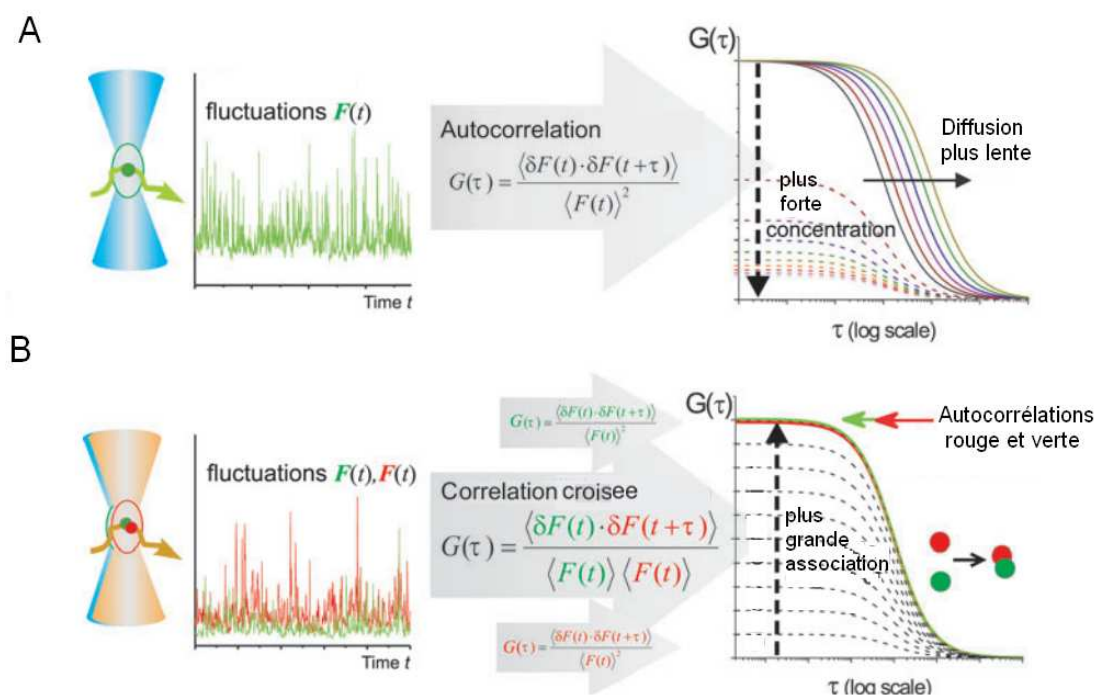 A
fluctuations F(t)
Time t
Autocorrelation
G(τ) = ⟨δF(t)·δF(t+τ)⟩ / ⟨F(t)⟩²
G(τ)
Diffusion
plus lente
plus
forte
concentration
τ (log scale)
B
fluctuations F(t), F(t)
Time t
G(τ) = ⟨δF(t)·δF(t+τ)⟩ / ⟨F(t)⟩²
Correlation croisee
G(τ) = ⟨δF(t)·δF(t+τ)⟩ / ⟨F(t)⟩⟨F(t)⟩
G(τ) = ⟨δF(t)·δF(t+τ)⟩ / ⟨F(t)⟩²
G(τ)
Autocorrélations
rouge et verte
plus
grande
association
τ (log scale)